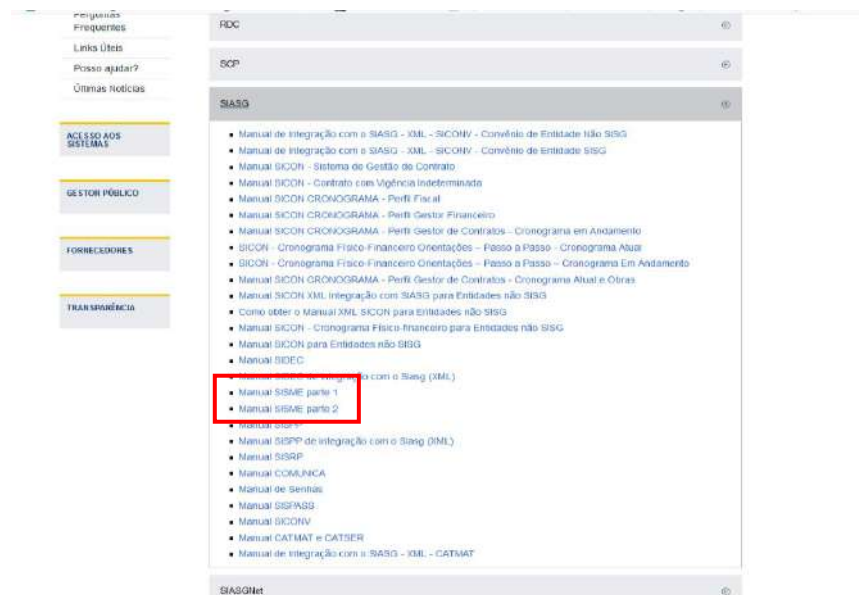 Perguntas
Frequentes
Links Úteis
Posso ajudar?
Últimas Notícias
ACESSO AOS
SISTEMAS
GESTOR PÚBLICO
FORNECEDORES
TRANSPARÊNCIA
RDC
SCP
SIASG
Manual de Integração com o SIASG - XML - SICONV - Convênio de Entidade Não SISG
Manual de Integração com o SIASG - XML - SICONV - Convênio de Entidade SISG
Manual SICON - Sistema de Gestão de Contrato
Manual SICON - Contrato com Vigência Indeterminada
Manual SICON CRONOGRAMA - Perfil Fiscal
Manual SICON CRONOGRAMA - Perfil Gestor Financeiro
Manual SICON CRONOGRAMA - Perfil Gestor de Contratos - Cronograma em Andamento
SICON - Cronograma Físico-Financeiro Orientações – Passo a Passo - Cronograma Atual
SICON - Cronograma Físico-Financeiro Orientações – Passo a Passo – Cronograma Em Andamento
Manual SICON CRONOGRAMA - Perfil Gestor de Contratos - Cronograma Atual e Obras
Manual SICON XML Integração com SIASG para Entidades não SISG
Como obter o Manual XML SICON para Entidades não SISG
Manual SICON - Cronograma Físico-financeiro para Entidades não SISG
Manual SICON para Entidades não SISG
Manual SIDEC
Manual SIDEC de Integração com o Siasg (XML)
Manual SISME parte 1
Manual SISME parte 2
Manual SISPP
Manual SISPP de Integração com o Siasg (XML)
Manual SISRP
Manual COMUNICA
Manual de Senhas
Manual SISPASS
Manual SICONV
Manual CATMAT e CATSER
Manual de Integração com o SIASG - XML - CATMAT
SIASGNet